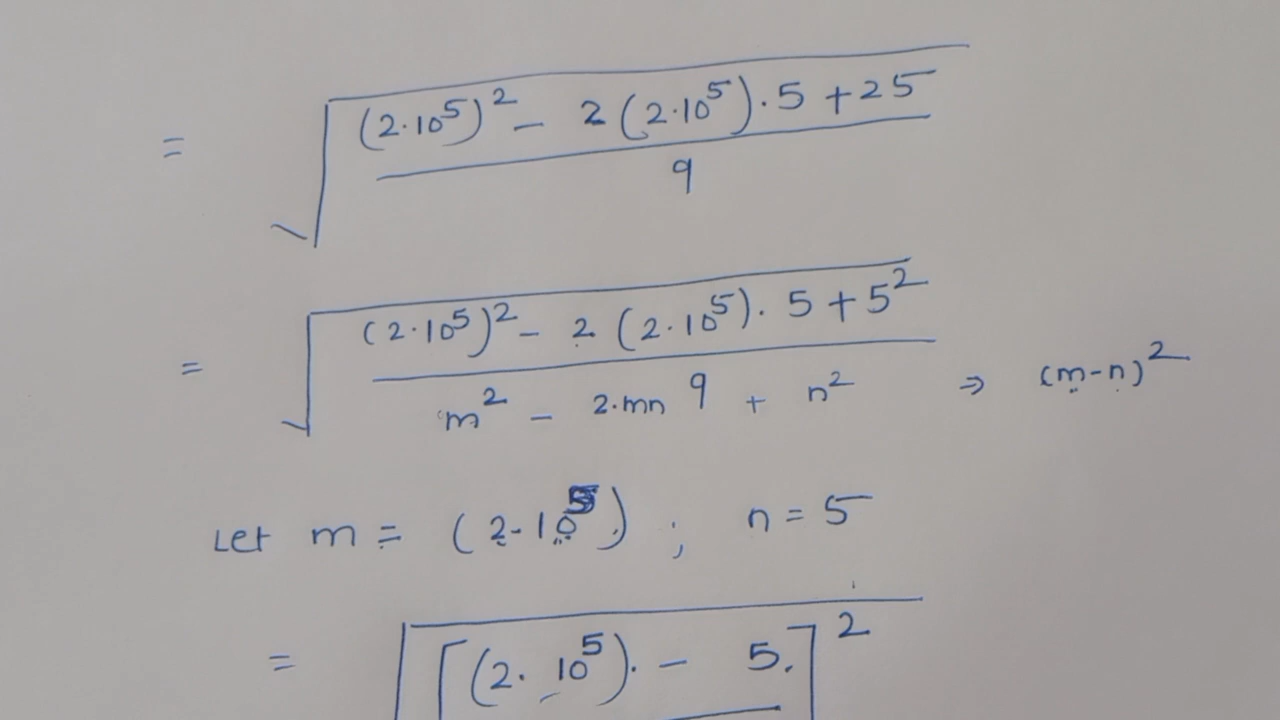 = √((2·10⁵)² - 2(2·10⁵)·5 + 25
9
= √((2·10⁵)² - 2(2·10⁵)·5 + 5²
9
m² - 2·mn + n² ⇒ (m-n)²
Let m = (2·10⁵) ; n = 5
= √[(2·10⁵)· - 5·]²